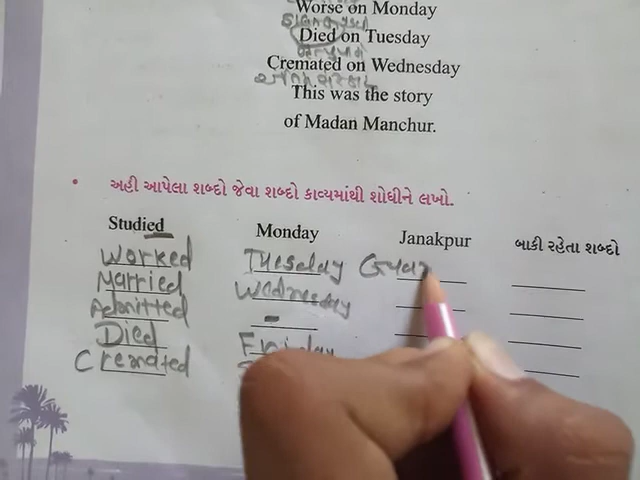 Worse on Monday
Died on Tuesday
Cremated on Wednesday
This was the story
of Madan Manchur.
• અહીં આપેલા શબ્દો જેવા શબ્દો કાવ્યમાંથી શોધીને લખો.
Studied Monday Janakpur બાકી રહેતા શબ્દો
Worked Tuesday
Married Wednesday
Admitted -
Died Friday
Cremated